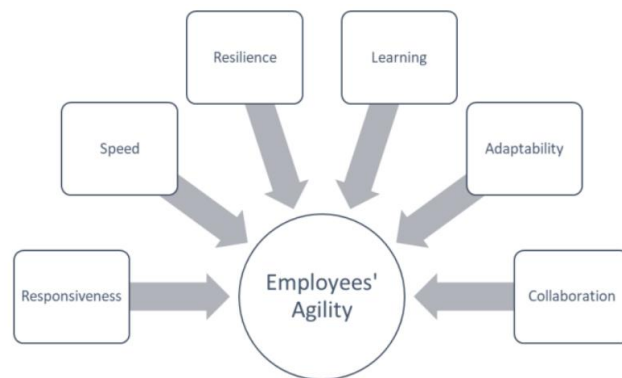 Resilience
Learning
Speed
Adaptability
Responsiveness
Employees'
Agility
Collaboration